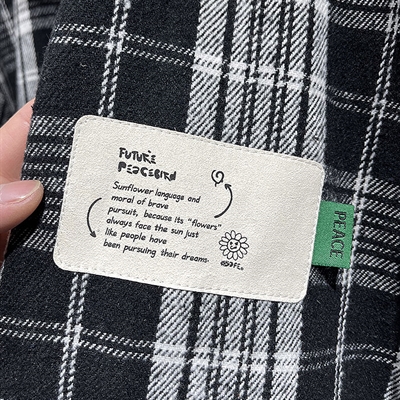 FUTURE
PEACEBIRD
Sunflower language and
moral of brave
pursuit, because its "flowers"
always face the sun just
like people have
been pursuing their dreams.
PEACE